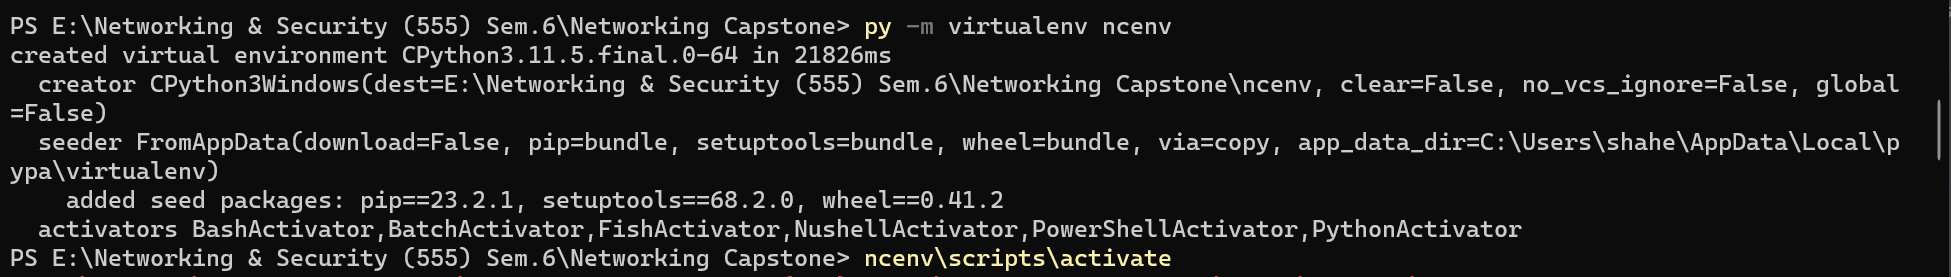 PS E:\Networking & Security (555) Sem.6\Networking Capstone> py -m virtualenv ncenv
created virtual environment CPython3.11.5.final.0-64 in 21826ms
  creator CPython3Windows(dest=E:\Networking & Security (555) Sem.6\Networking Capstone\ncenv, clear=False, no_vcs_ignore=False, global
=False)
  seeder FromAppData(download=False, pip=bundle, setuptools=bundle, wheel=bundle, via=copy, app_data_dir=C:\Users\shahe\AppData\Local\p
ypa\virtualenv)
    added seed packages: pip==23.2.1, setuptools==68.2.0, wheel==0.41.2
  activators BashActivator,BatchActivator,FishActivator,NushellActivator,PowerShellActivator,PythonActivator
PS E:\Networking & Security (555) Sem.6\Networking Capstone> ncenv\scripts\activate